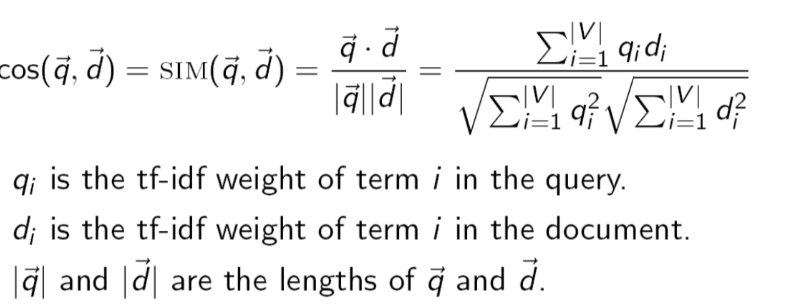 cos(q⃗, d⃗) = SIM(q⃗, d⃗) = q⃗ · d⃗ / |q⃗||d⃗| = ∑_{i=1}^{|V|} q_i d_i / √(∑_{i=1}^{|V|} q_i^2) √(∑_{i=1}^{|V|} d_i^2)
q_i is the tf-idf weight of term i in the query.
d_i is the tf-idf weight of term i in the document.
|q⃗| and |d⃗| are the lengths of q⃗ and d⃗.